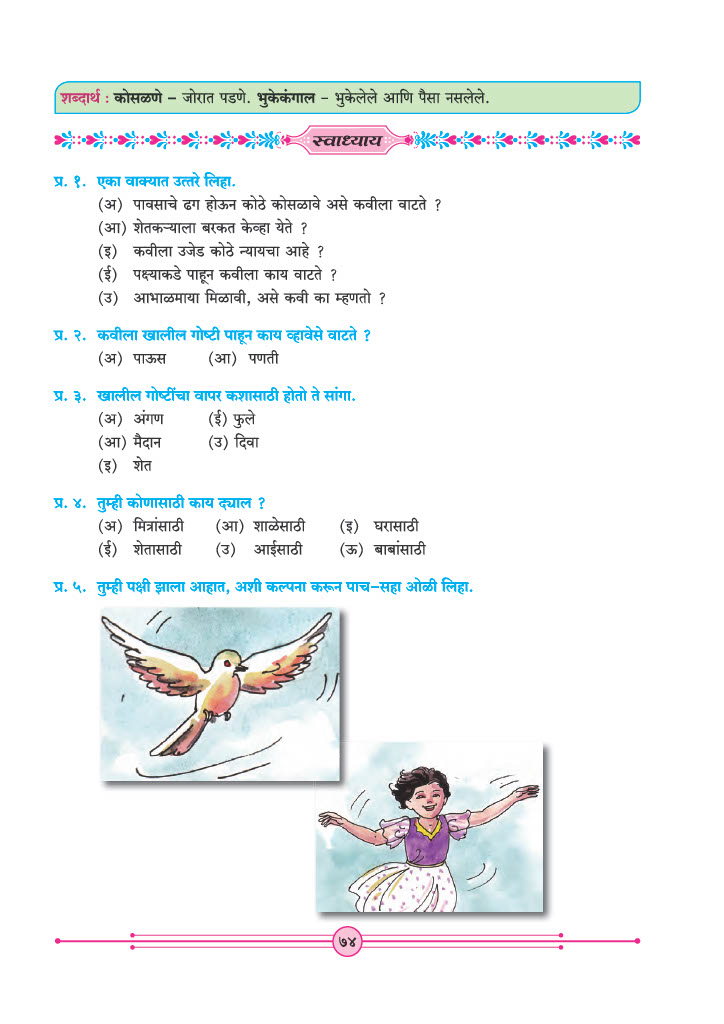 शब्दार्थ : कोसळणे – जोरात पडणे. भुकेकंगाल – भुकेलेले आणि पैसा नसलेले.
स्वाध्याय
प्र. १. एका वाक्यात उत्तरे लिहा.
(अ) पावसाचे ढग होऊन कोठे कोसळावे असे कवीला वाटते ?
(आ) शेतकऱ्याला बरकत केव्हा येते ?
(इ) कवीला उजेड कोठे न्यायचा आहे ?
(ई) पक्ष्याकडे पाहून कवीला काय वाटते ?
(उ) आभाळमाया मिळावी, असे कवी का म्हणतो ?
प्र. २. कवीला खालील गोष्टी पाहून काय व्हावेसे वाटते ?
(अ) पाऊस (आ) पणती
प्र. ३. खालील गोष्टींचा वापर कशासाठी होतो ते सांगा.
(अ) अंगण (ई) फुले
(आ) मैदान (उ) दिवा
(इ) शेत
प्र. ४. तुम्ही कोणासाठी काय द्याल ?
(अ) मित्रांसाठी (आ) शाळेसाठी (इ) घरासाठी
(ई) शेतासाठी (उ) आईसाठी (ऊ) बाबांसाठी
प्र. ५. तुम्ही पक्षी झाला आहात, अशी कल्पना करून पाच–सहा ओळी लिहा.
७४